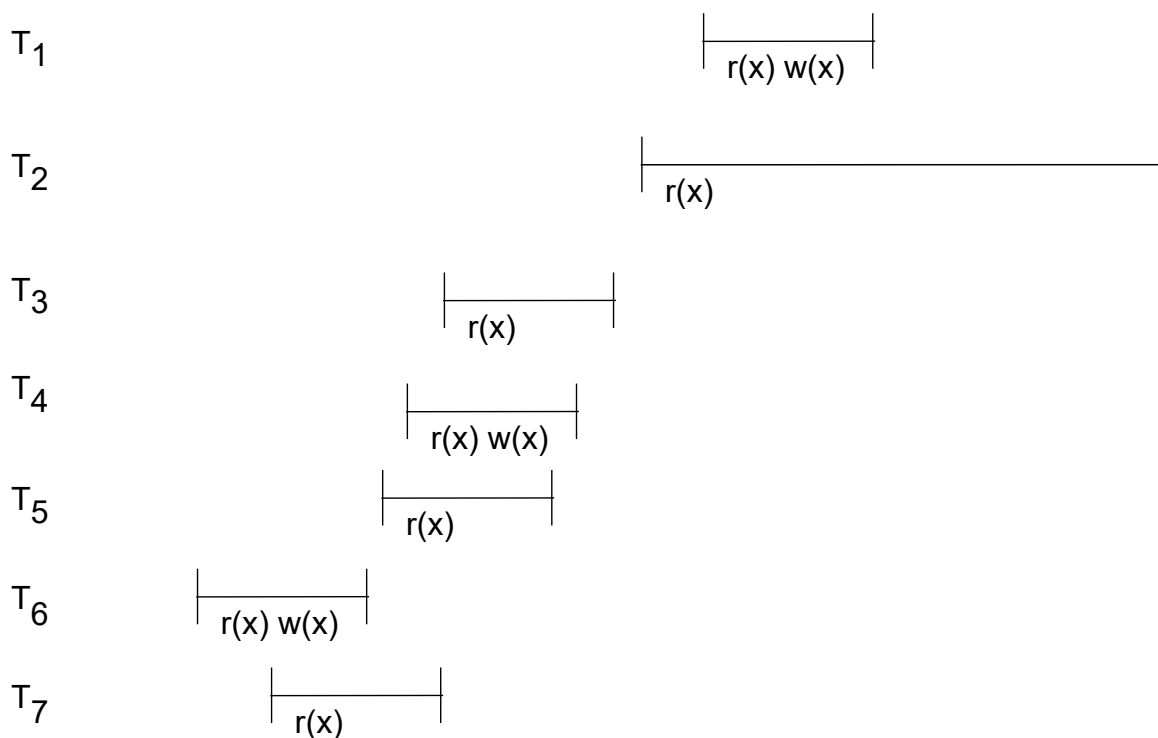 T1
r(x) w(x)
T2
r(x)
T3
r(x)
T4
r(x) w(x)
T5
r(x)
T6
r(x) w(x)
T7
r(x)